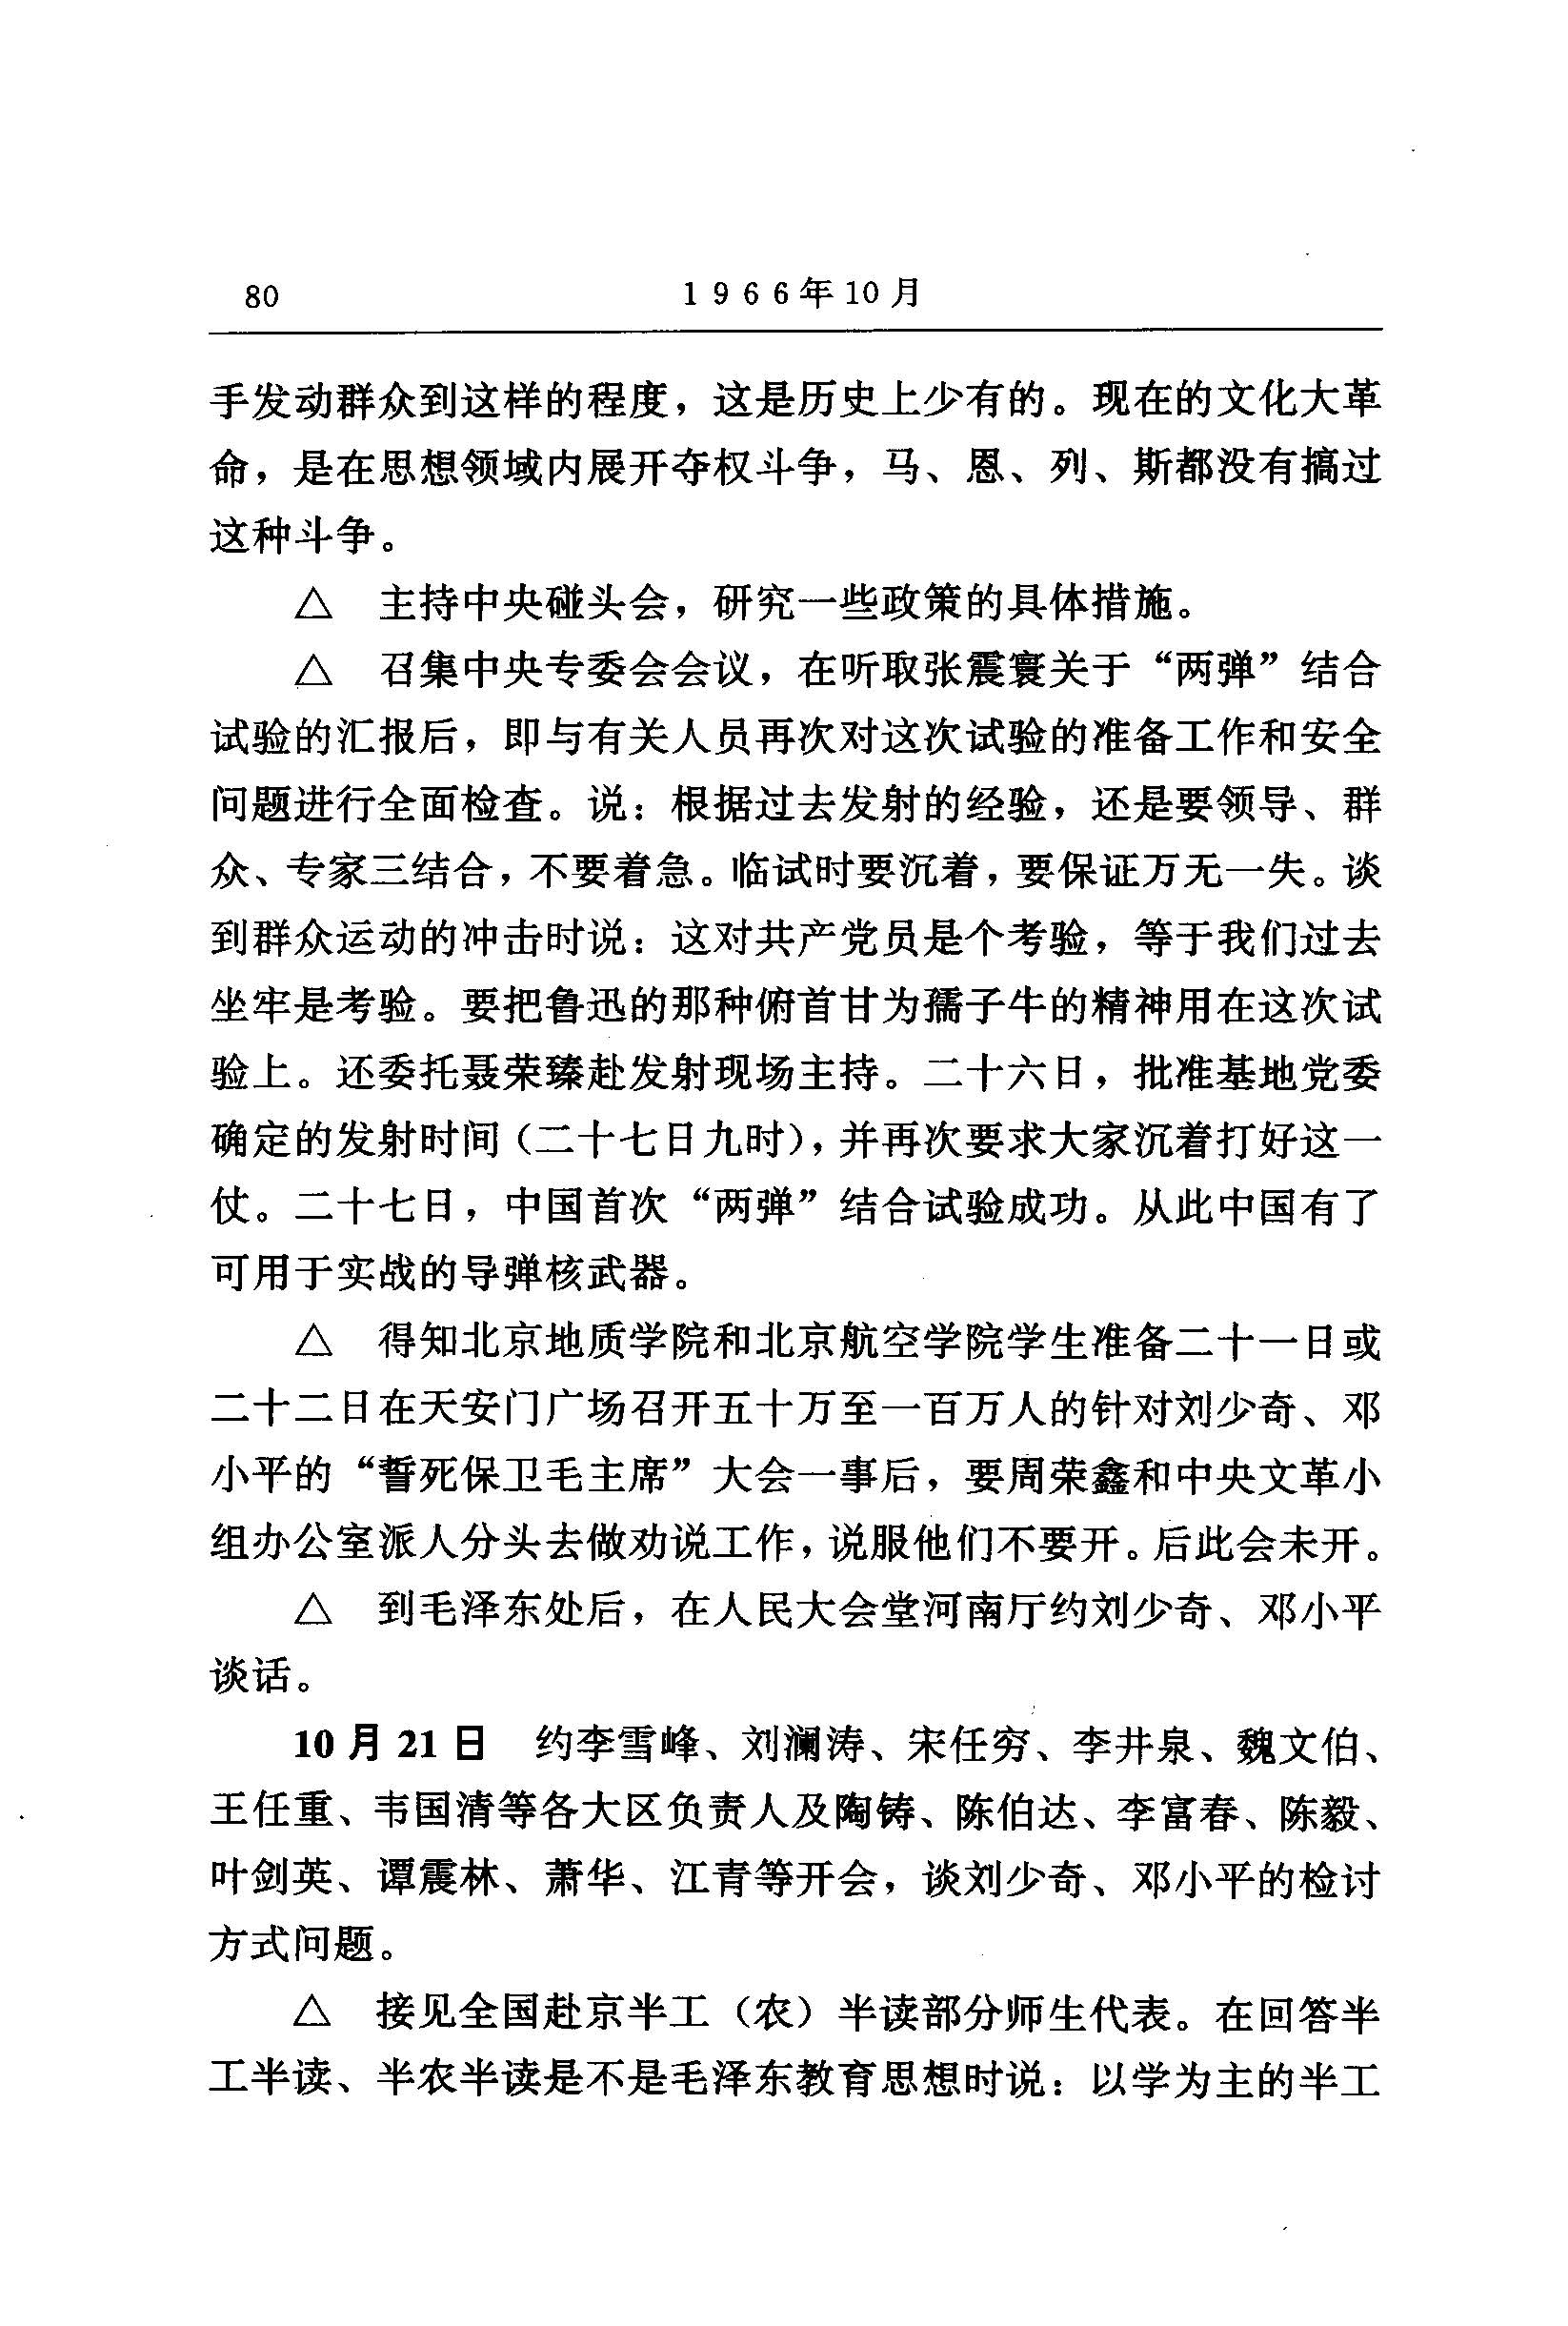 80 1966年10月
手发动群众到这样的程度，这是历史上少有的。现在的文化大革
命，是在思想领域内展开夺权斗争，马、恩、列、斯都没有搞过
这种斗争。
△ 主持中央碰头会，研究一些政策的具体措施。
△ 召集中央专委会会议，在听取张震寰关于“两弹”结合
试验的汇报后，即与有关人员再次对这次试验的准备工作和安全
问题进行全面检查。说：根据过去发射的经验，还是要领导、群
众、专家三结合，不要着急。临试时要沉着，要保证万无一失。谈
到群众运动的冲击时说：这对共产党员是个考验，等于我们过去
坐牢是考验。要把鲁迅的那种俯首甘为孺子牛的精神用在这次试
验上。还委托聂荣臻赴发射现场主持。二十六日，批准基地党委
确定的发射时间（二十七日九时），并再次要求大家沉着打好这一
仗。二十七日，中国首次“两弹”结合试验成功。从此中国有了
可用于实战的导弹核武器。
△ 得知北京地质学院和北京航空学院学生准备二十一日或
二十二日在天安门广场召开五十万至一百万人的针对刘少奇、邓
小平的“誓死保卫毛主席”大会一事后，要周荣鑫和中央文革小
组办公室派人分头去做劝说工作，说服他们不要开。后此会未开。
△ 到毛泽东处后，在人民大会堂河南厅约刘少奇、邓小平
谈话。
10月21日 约李雪峰、刘澜涛、宋任穷、李井泉、魏文伯、
王任重、韦国清等各大区负责人及陶铸、陈伯达、李富春、陈毅、
叶剑英、谭震林、萧华、江青等开会，谈刘少奇、邓小平的检讨
方式问题。
△ 接见全国赴京半工（农）半读部分师生代表。在回答半
工半读、半农半读是不是毛泽东教育思想时说：以学为主的半工